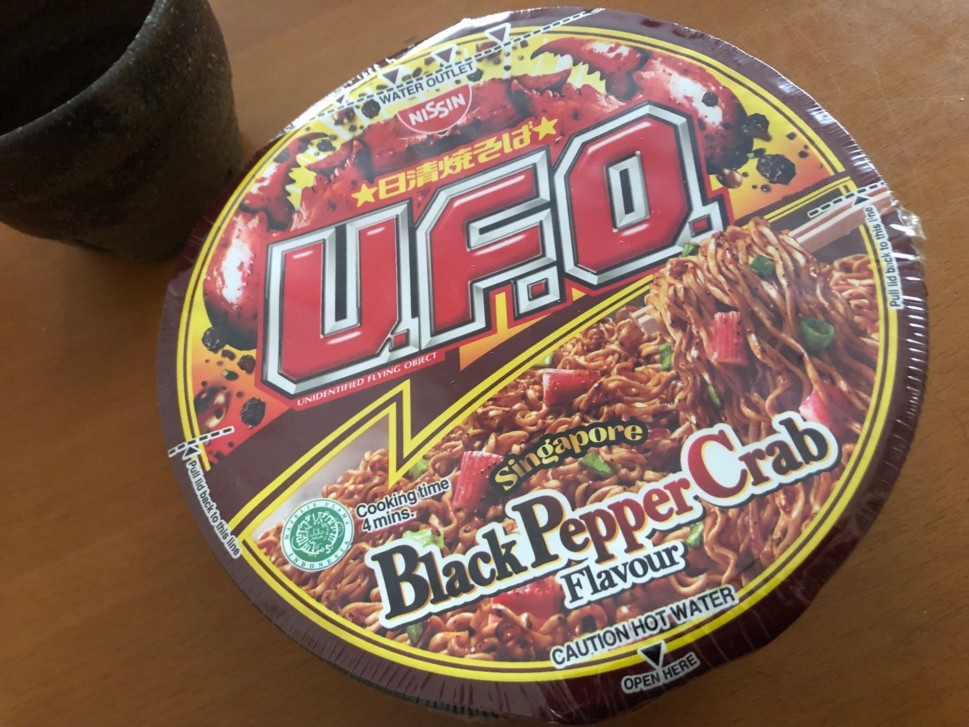 WATER OUTLET
NISSIN
★日清焼そば★
U.F.O.
UNIDENTIFIED FLYING OBJECT
Pull lid back to this line
Pull lid back to this line
Singapore
Cooking time
4 mins.
Black Pepper Crab
Flavour
INDONESIA
CAUTION HOT WATER
OPEN HERE